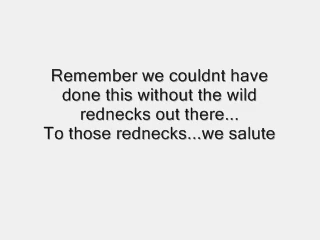 Remember we couldnt have
done this without the wild
rednecks out there...
To those rednecks...we salute